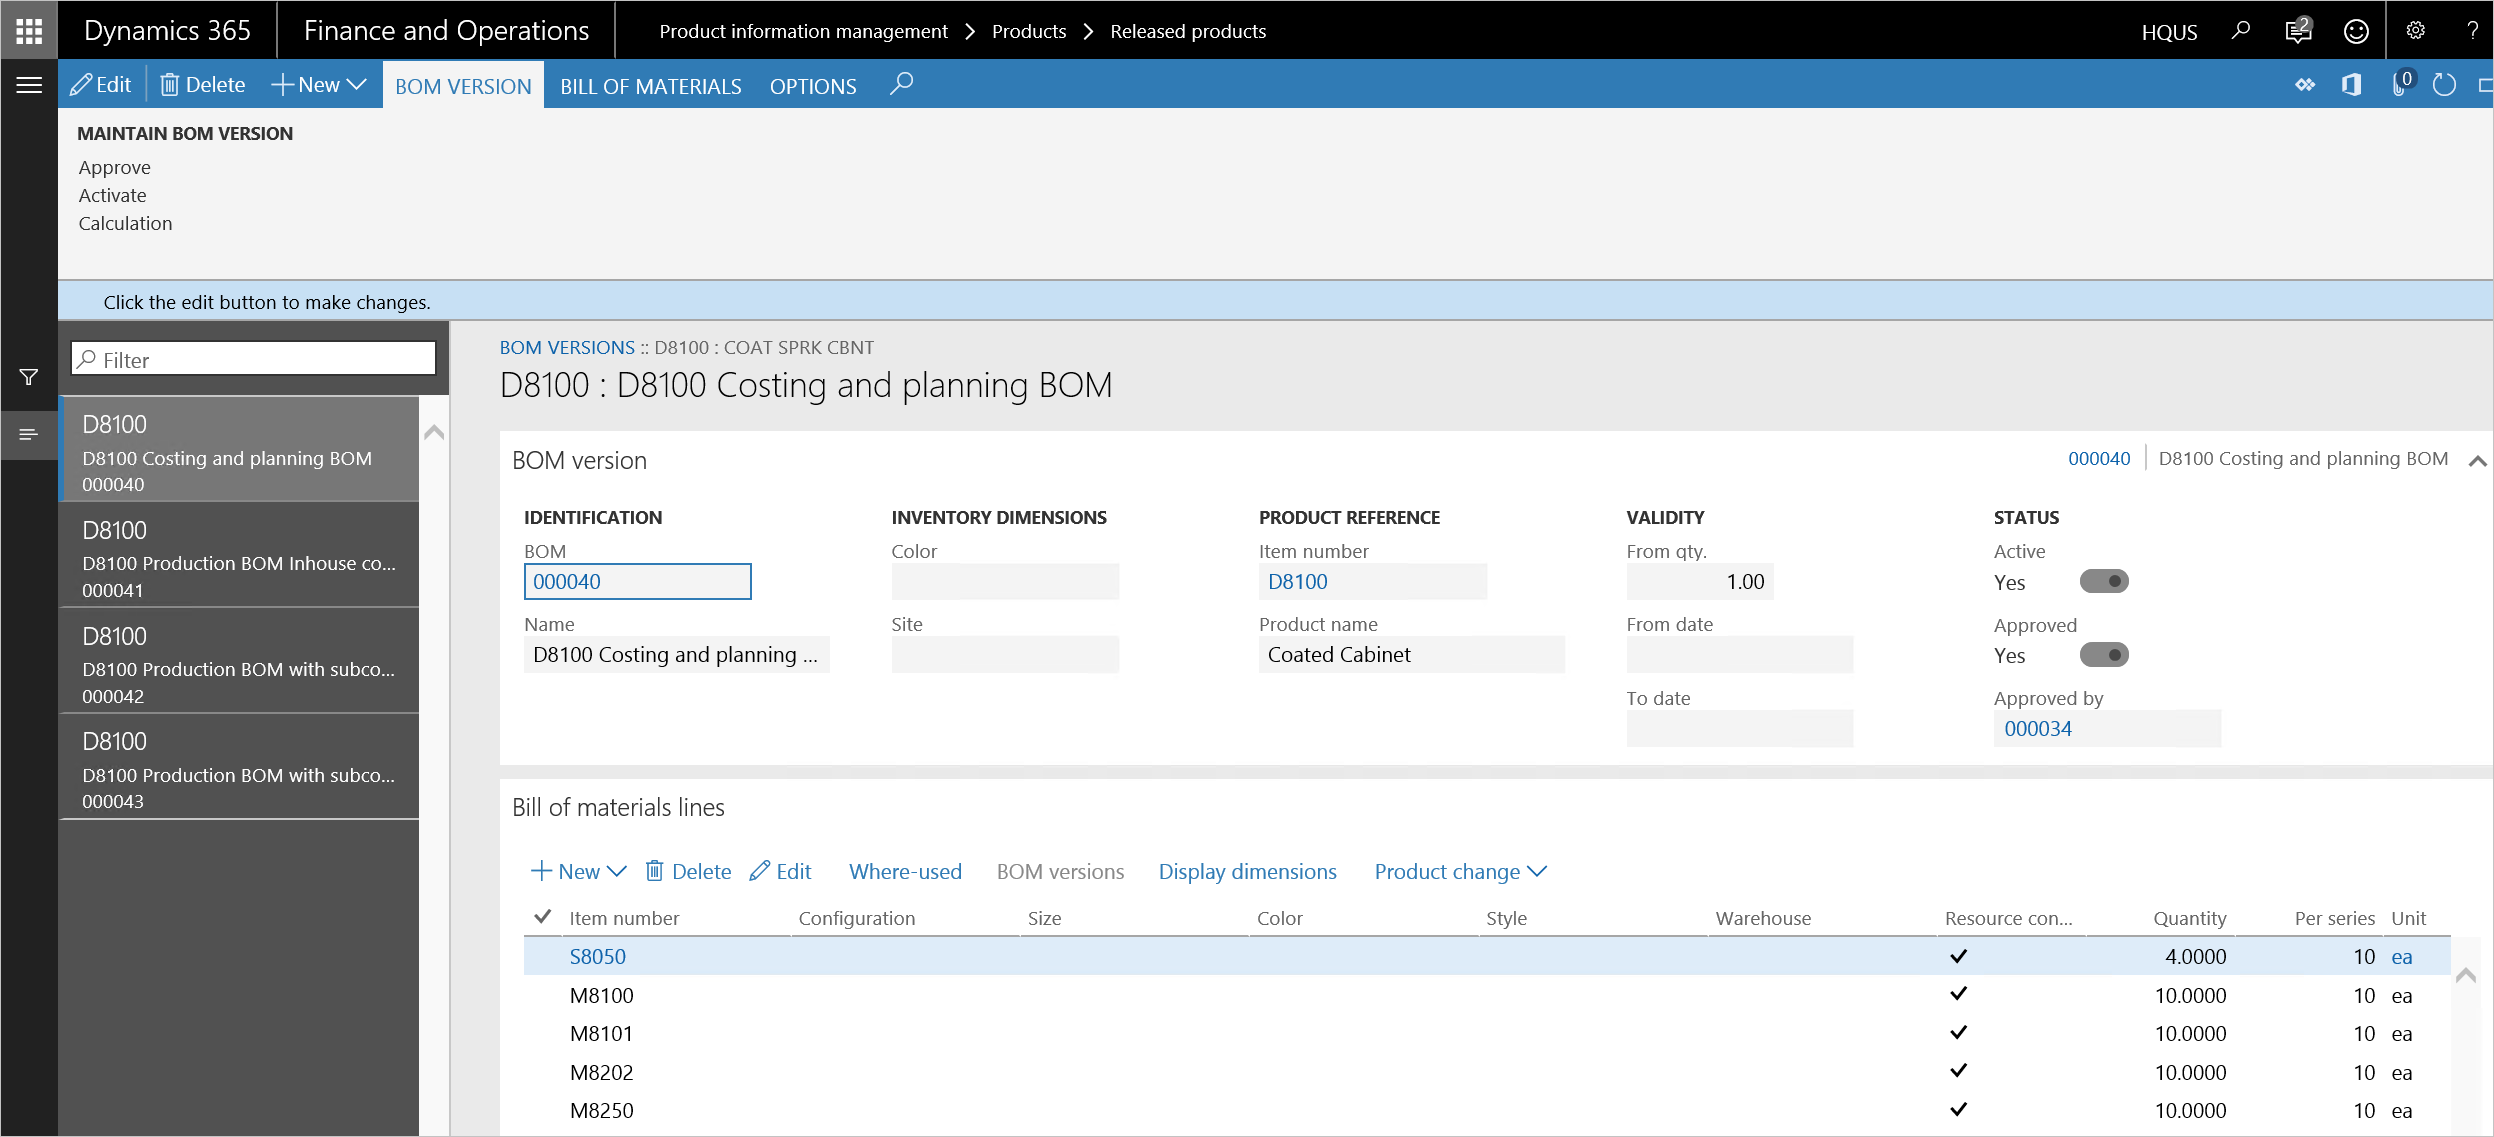 Dynamics 365 Finance and Operations Product information management Products Released products HQUS 2 ?
Edit Delete New BOM VERSION BILL OF MATERIALS OPTIONS 0
MAINTAIN BOM VERSION
Approve
Activate
Calculation
Click the edit button to make changes.
Filter
D8100
D8100 Costing and planning BOM
000040
D8100
D8100 Production BOM Inhouse co...
000041
D8100
D8100 Production BOM with subco...
000042
D8100
D8100 Production BOM with subco...
000043
BOM VERSIONS :: D8100 : COAT SPRK CBNT
D8100 : D8100 Costing and planning BOM
BOM version 000040 D8100 Costing and planning BOM
IDENTIFICATION INVENTORY DIMENSIONS PRODUCT REFERENCE VALIDITY STATUS
BOM Color Item number From qty. Active
000040 D8100 1.00 Yes
Name Site Product name From date Approved
D8100 Costing and planning ... Coated Cabinet Yes
To date Approved by
000034
Bill of materials lines
New Delete Edit Where-used BOM versions Display dimensions Product change
Item number Configuration Size Color Style Warehouse Resource con... Quantity Per series Unit
S8050 4.0000 10 ea
M8100 10.0000 10 ea
M8101 10.0000 10 ea
M8202 10.0000 10 ea
M8250 10.0000 10 ea